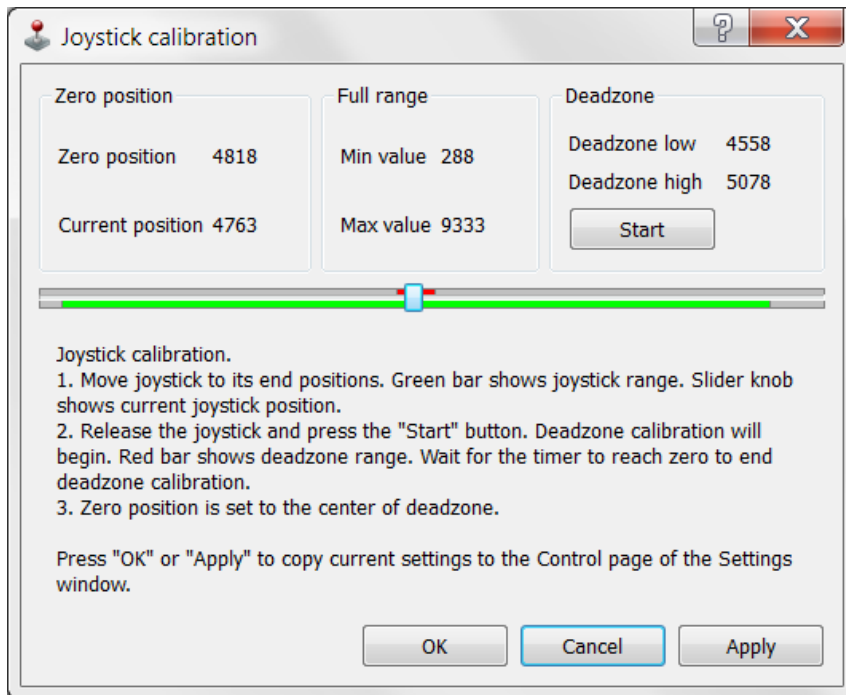 Joystick calibration
Zero position
Zero position 4818
Current position 4763
Full range
Min value 288
Max value 9333
Deadzone
Deadzone low 4558
Deadzone high 5078
Start
Joystick calibration.
1. Move joystick to its end positions. Green bar shows joystick range. Slider knob
shows current joystick position.
2. Release the joystick and press the "Start" button. Deadzone calibration will
begin. Red bar shows deadzone range. Wait for the timer to reach zero to end
deadzone calibration.
3. Zero position is set to the center of deadzone.
Press "OK" or "Apply" to copy current settings to the Control page of the Settings
window.
OK Cancel Apply